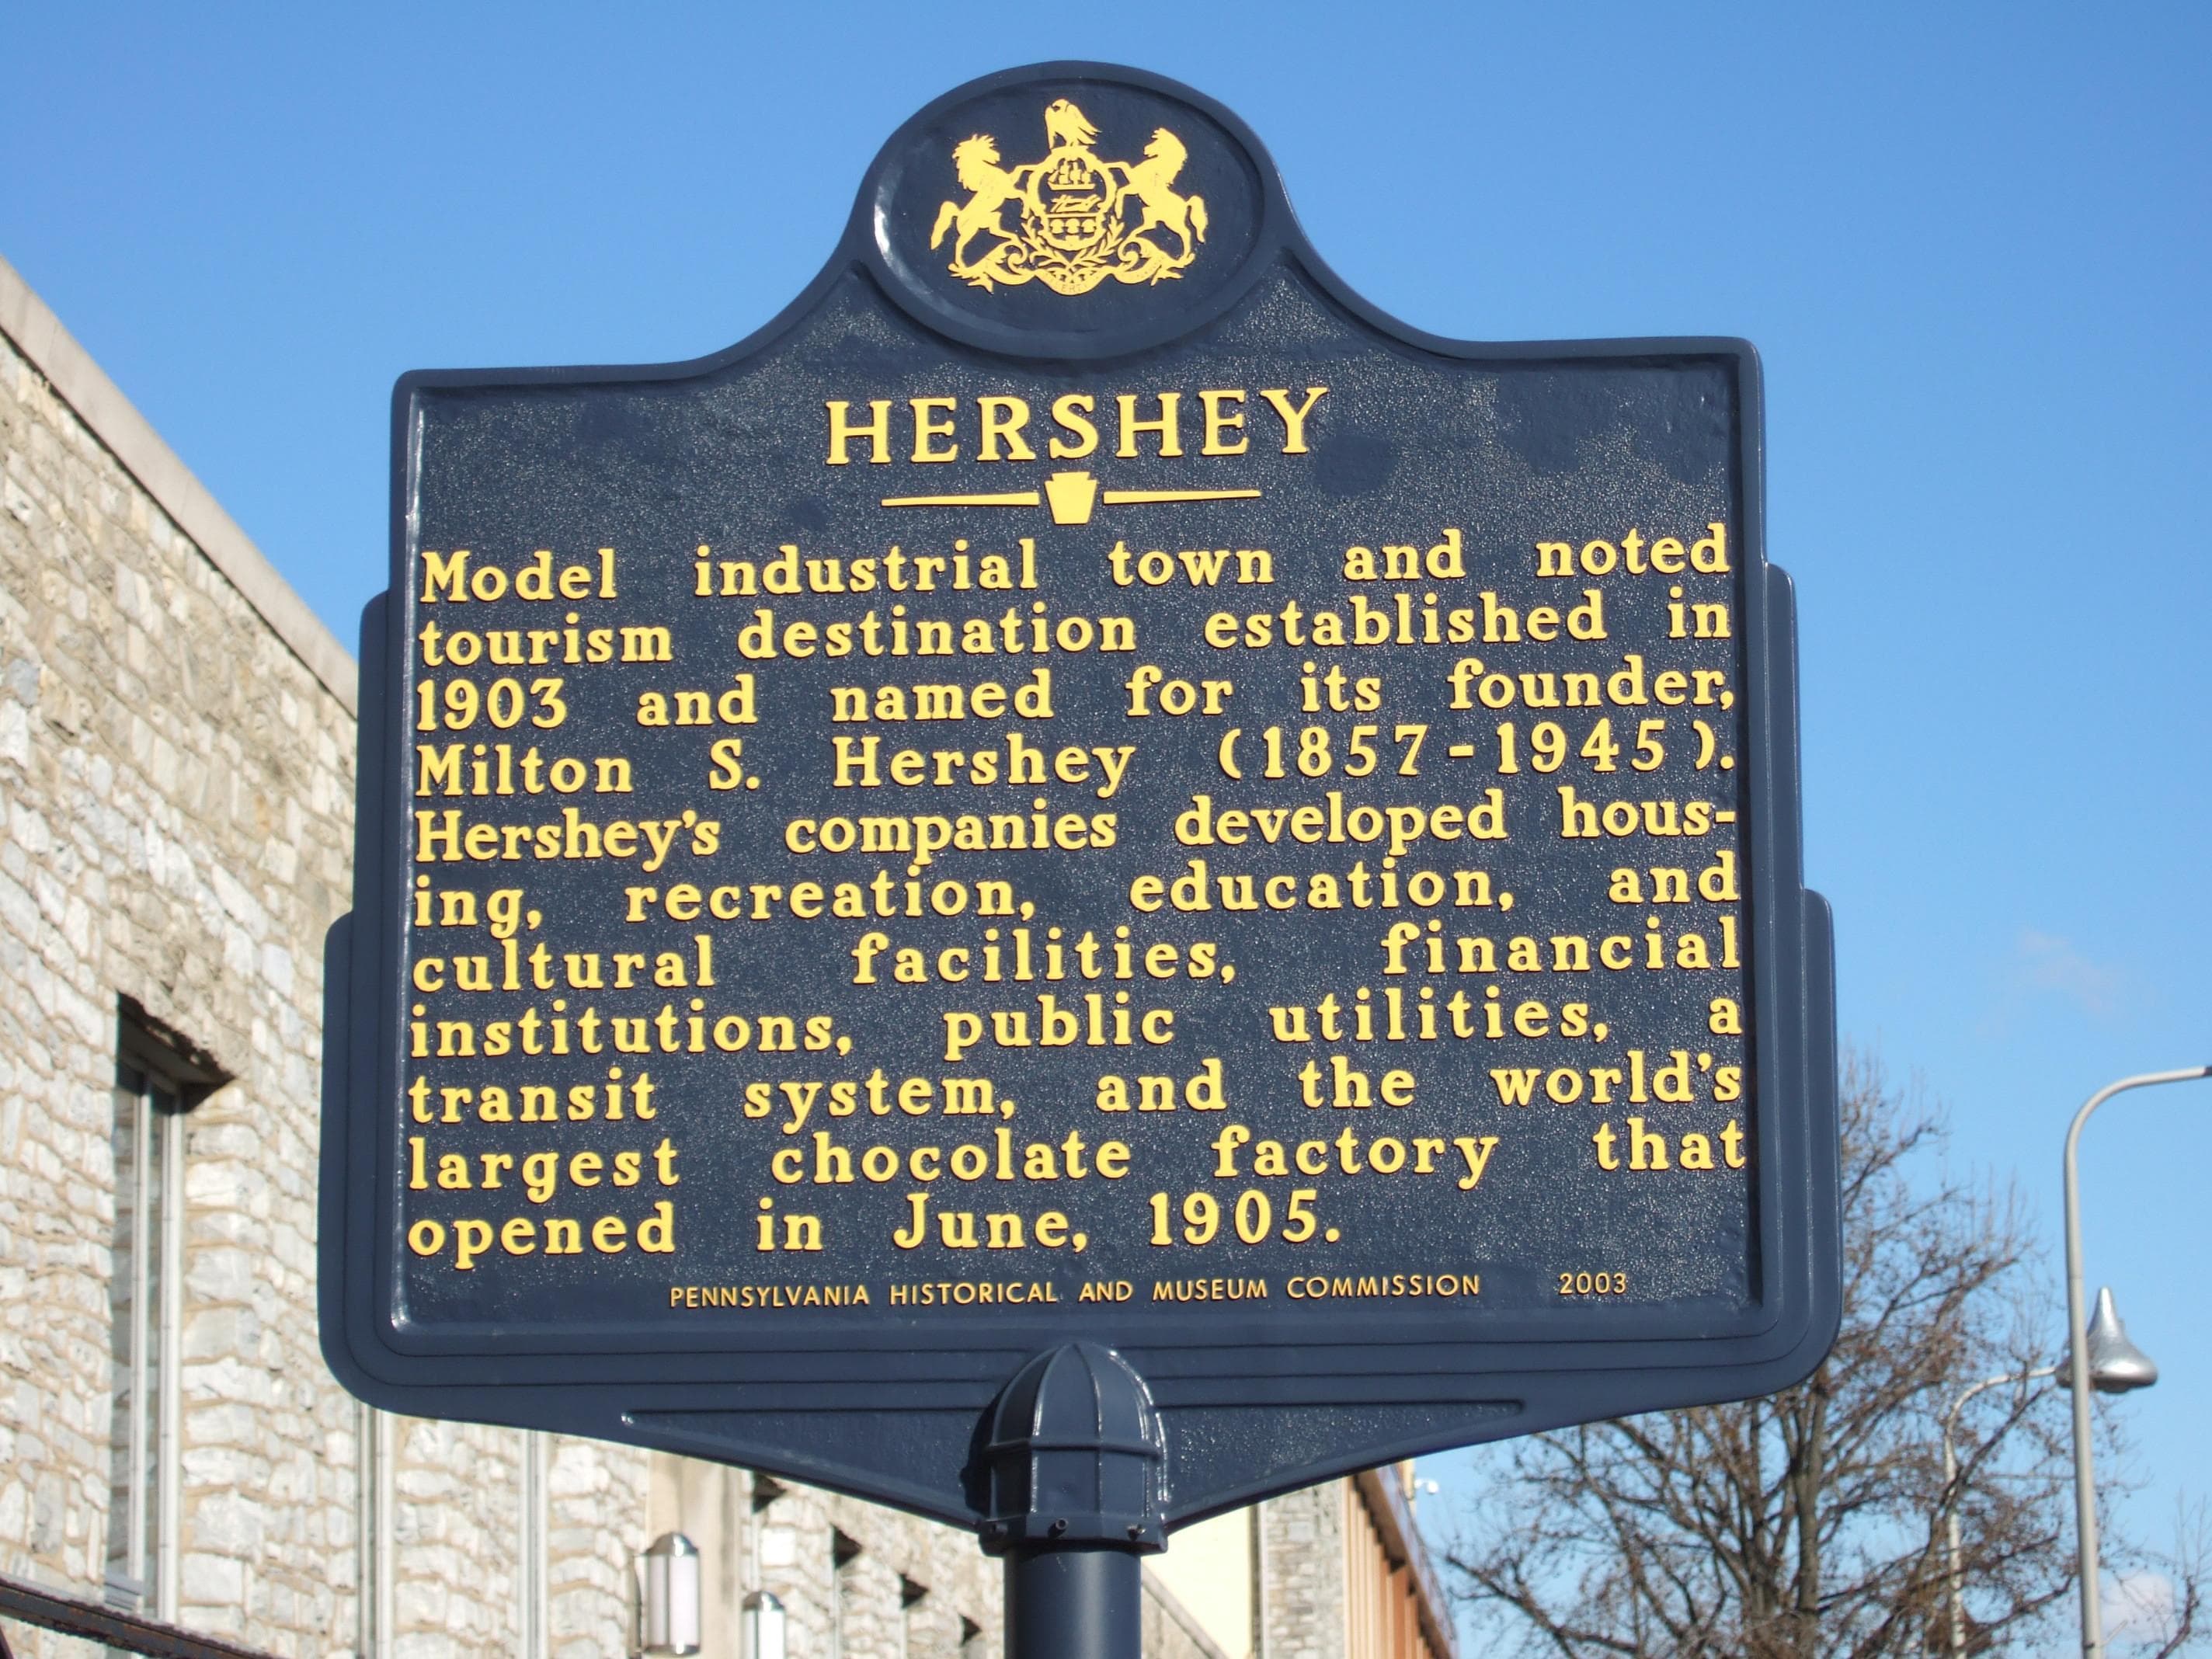 HERSHEY
Model industrial town and noted
tourism destination established in
1903 and named for its founder,
Milton S. Hershey (1857-1945).
Hershey's companies developed hous-
ing, recreation, education, and
cultural facilities, financial
institutions, public utilities, a
transit system, and the world's
largest chocolate factory that
opened in June, 1905.
PENNSYLVANIA HISTORICAL AND MUSEUM COMMISSION 2003